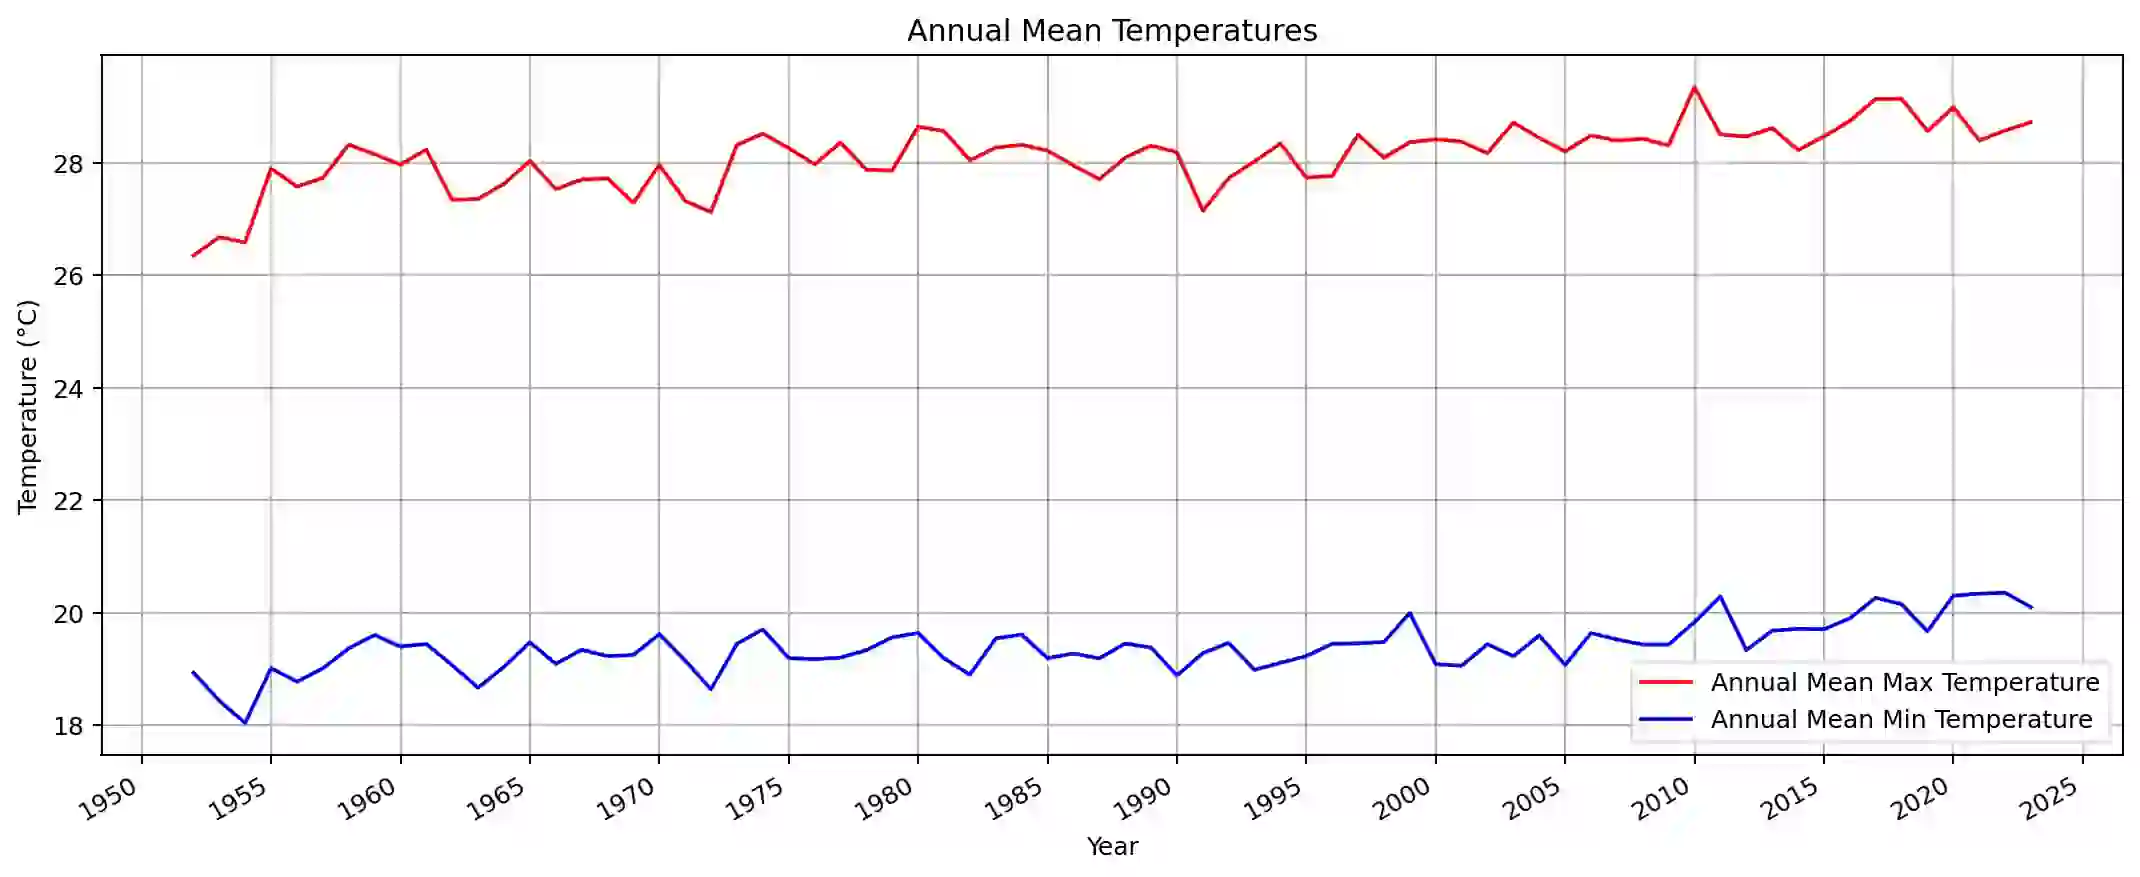 Annual Mean Temperatures
Temperature (°C)
28
26
24
22
20
18
Annual Mean Max Temperature
Annual Mean Min Temperature
1950 1955 1960 1965 1970 1975 1980 1985 1990 1995 2000 2005 2010 2015 2020 2025
Year